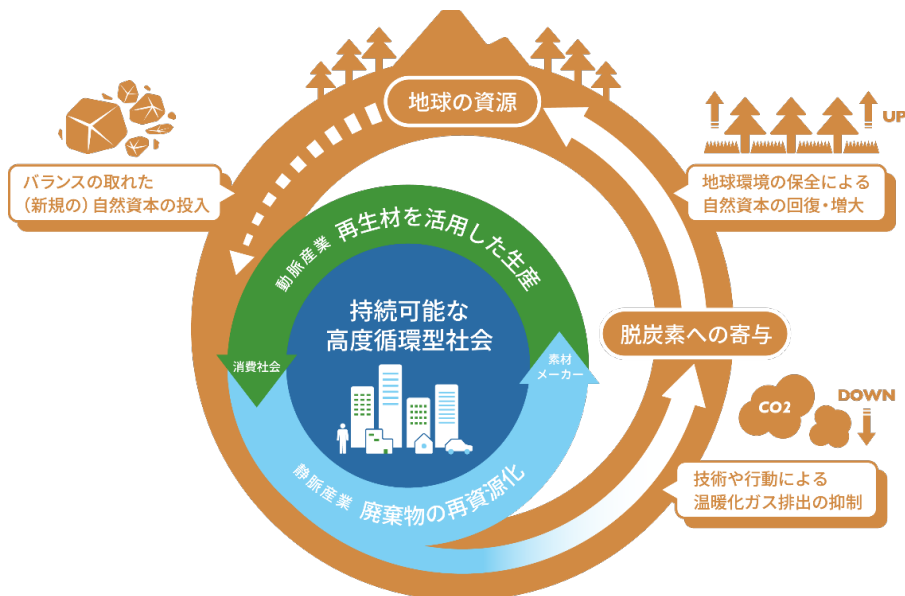 地球の資源
バランスの取れた
（新規の）自然資本の投入
UP
地球環境の保全による
自然資本の回復・増大
動脈産業 再生材を活用した生産
持続可能な
高度循環型社会
脱炭素への寄与
消費社会
素材
メーカー
CO2
DOWN
静脈産業 廃棄物の再資源化
技術や行動による
温暖化ガス排出の抑制